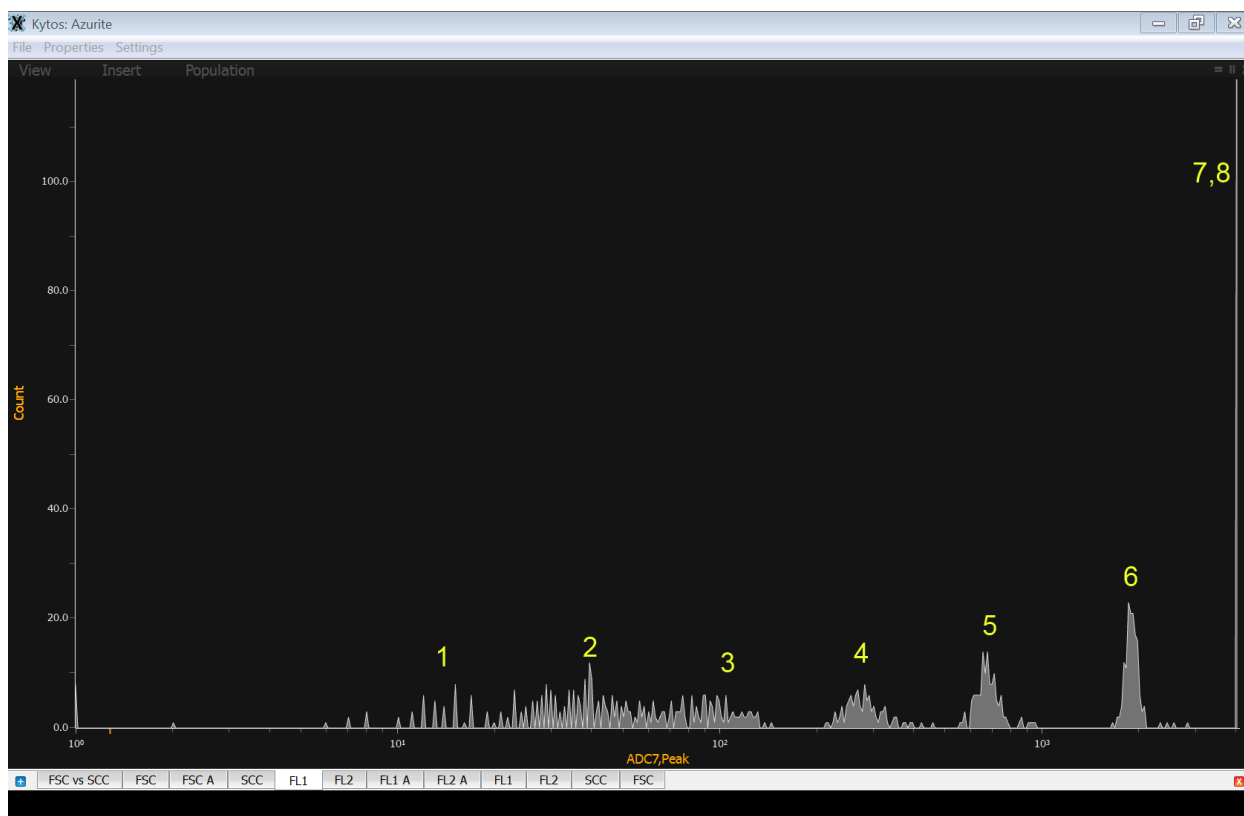 Kytos: Azurite
File Properties Settings
View Insert Population
7,8
100.0
80.0
60.0
Count
40.0
20.0
6
5
4
3
2
1
0.0
10⁰ 10¹ 10² 10³
ADC7,Peak
FSC vs SCC FSC FSC A SCC FL1 FL2 FL1 A FL2 A FL1 FL2 SCC FSC